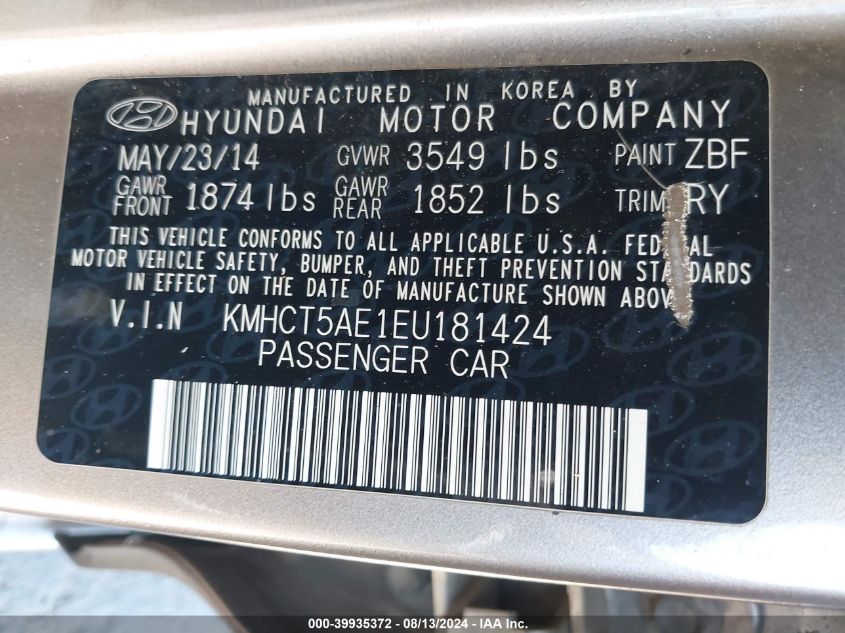 MANUFACTURED IN KOREA BY
HYUNDAI MOTOR COMPANY
MAY/23/14 GVWR 3549 lbs PAINT ZBF
GAWR FRONT 1874 lbs GAWR REAR 1852 lbs TRIM RY
THIS VEHICLE CONFORMS TO ALL APPLICABLE U.S.A. FEDERAL
MOTOR VEHICLE SAFETY, BUMPER, AND THEFT PREVENTION STANDARDS
IN EFFECT ON THE DATE OF MANUFACTURE SHOWN ABOVE
V.I.N KMHCT5AE1EU181424
PASSENGER CAR
000-39935372 - 08/13/2024 - IAA Inc.